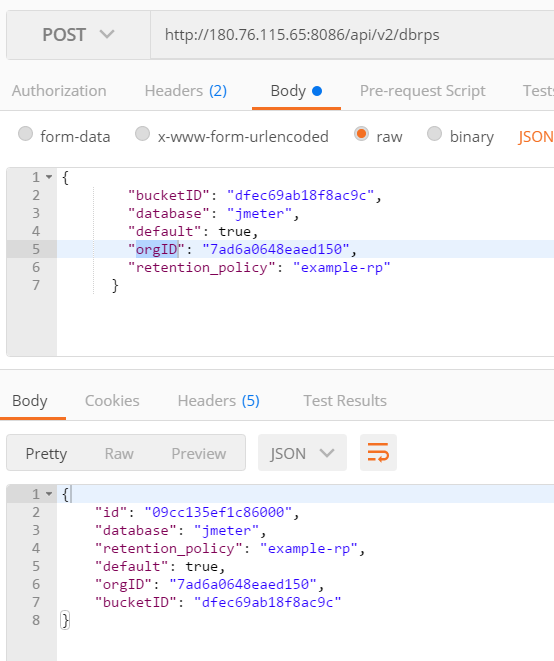 POST http://180.76.115.65:8086/api/v2/dbrps
Authorization Headers (2) Body Pre-request Script Tests
form-data x-www-form-urlencoded raw binary JSON
1 {
2 "bucketID": "dfec69ab18f8ac9c",
3 "database": "jmeter",
4 "default": true,
5 "orgID": "7ad6a0648eaed150",
6 "retention_policy": "example-rp"
7 }
Body Cookies Headers (5) Test Results
Pretty Raw Preview JSON
1 {
2 "id": "09cc135ef1c86000",
3 "database": "jmeter",
4 "retention_policy": "example-rp",
5 "default": true,
6 "orgID": "7ad6a0648eaed150",
7 "bucketID": "dfec69ab18f8ac9c"
8 }